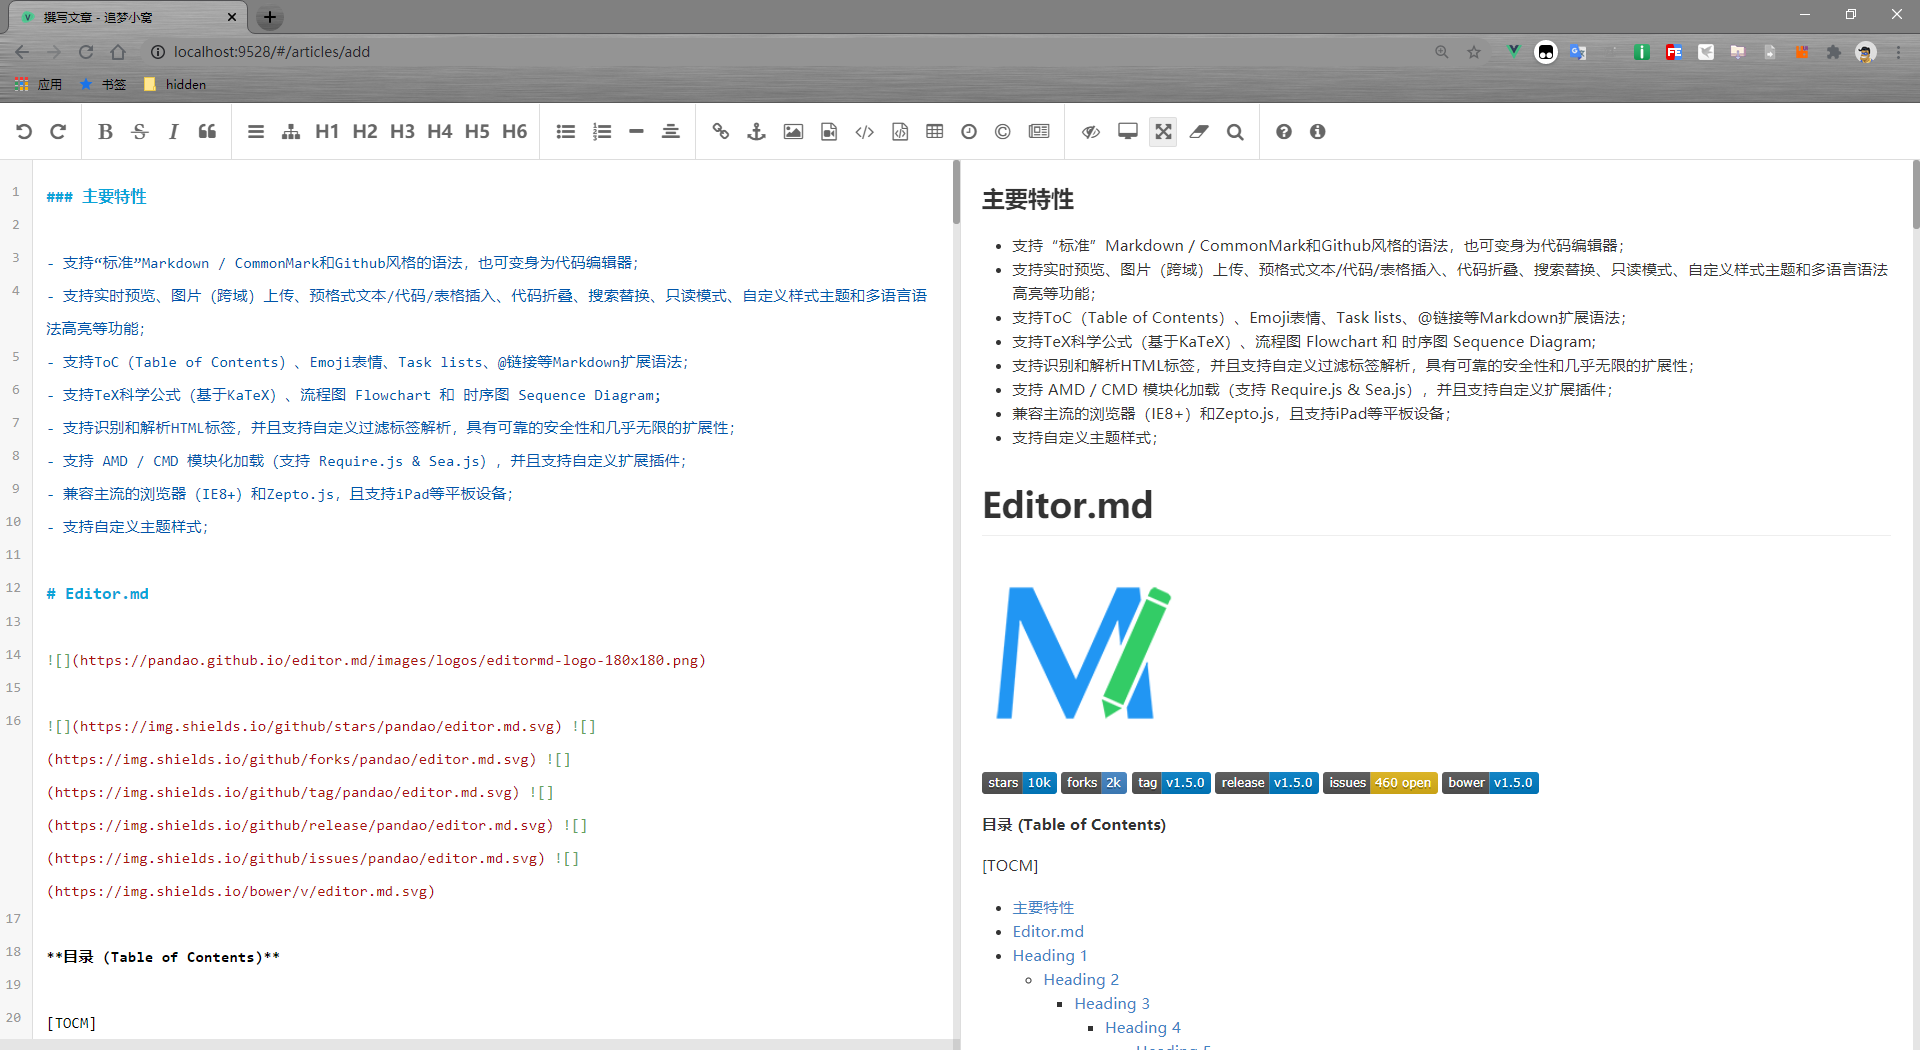 撰写文章 - 追梦小窝
localhost:9528/#/articles/add
应用 书签 hidden
B S I H1 H2 H3 H4 H5 H6
1 ### 主要特性
2
3 - 支持“标准”Markdown / CommonMark和Github风格的语法，也可变身为代码编辑器；
4 - 支持实时预览、图片（跨域）上传、预格式文本/代码/表格插入、代码折叠、搜索替换、只读模式、自定义样式主题和多语言语
法高亮等功能；
5 - 支持ToC（Table of Contents）、Emoji表情、Task lists、@链接等Markdown扩展语法；
6 - 支持TeX科学公式（基于KaTeX）、流程图 Flowchart 和 时序图 Sequence Diagram;
7 - 支持识别和解析HTML标签，并且支持自定义过滤标签解析，具有可靠的安全性和几乎无限的扩展性；
8 - 支持 AMD / CMD 模块化加载（支持 Require.js & Sea.js），并且支持自定义扩展插件；
9 - 兼容主流的浏览器（IE8+）和Zepto.js，且支持iPad等平板设备；
10 - 支持自定义主题样式；
11
12 # Editor.md
13
14 ![](https://pandao.github.io/editor.md/images/logos/editormd-logo-180x180.png)
15
16 ![](https://img.shields.io/github/stars/pandao/editor.md.svg) ![]
(https://img.shields.io/github/forks/pandao/editor.md.svg) ![]
(https://img.shields.io/github/tag/pandao/editor.md.svg) ![]
(https://img.shields.io/github/release/pandao/editor.md.svg) ![]
(https://img.shields.io/github/issues/pandao/editor.md.svg) ![]
(https://img.shields.io/bower/v/editor.md.svg)
17
18 **目录 (Table of Contents)**
19
20 [TOCM]
主要特性
支持“标准”Markdown / CommonMark和Github风格的语法，也可变身为代码编辑器；
支持实时预览、图片（跨域）上传、预格式文本/代码/表格插入、代码折叠、搜索替换、只读模式、自定义样式主题和多语言语法
高亮等功能；
支持ToC（Table of Contents）、Emoji表情、Task lists、@链接等Markdown扩展语法；
支持TeX科学公式（基于KaTeX）、流程图 Flowchart 和 时序图 Sequence Diagram;
支持识别和解析HTML标签，并且支持自定义过滤标签解析，具有可靠的安全性和几乎无限的扩展性；
支持 AMD / CMD 模块化加载（支持 Require.js & Sea.js），并且支持自定义扩展插件；
兼容主流的浏览器（IE8+）和Zepto.js，且支持iPad等平板设备；
支持自定义主题样式；
Editor.md
stars 10k forks 2k tag v1.5.0 release v1.5.0 issues 460 open bower v1.5.0
目录 (Table of Contents)
[TOCM]
主要特性
Editor.md
Heading 1
Heading 2
Heading 3
Heading 4
Heading 5